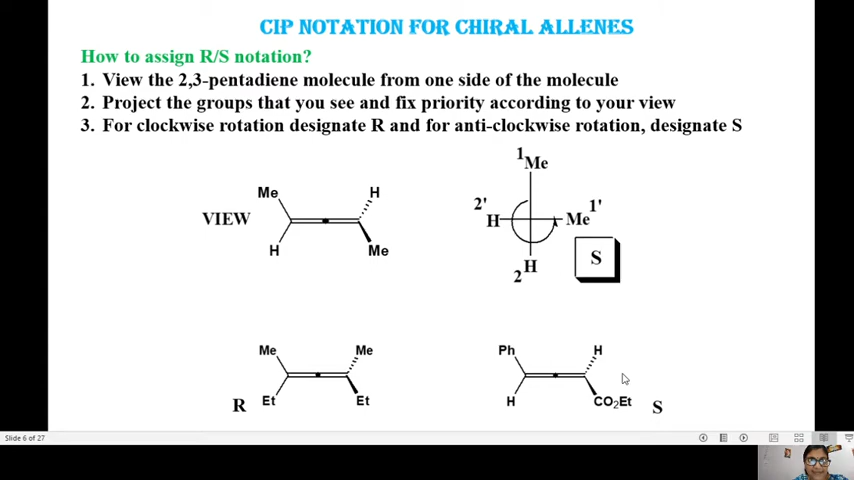 CIP NOTATION FOR CHIRAL ALLENES
How to assign R/S notation?
1. View the 2,3-pentadiene molecule from one side of the molecule
2. Project the groups that you see and fix priority according to your view
3. For clockwise rotation designate R and for anti-clockwise rotation, designate S
Me H
VIEW
H Me
1 Me
2' H Me 1'
2 H
S
Me Me
R Et Et
Ph H
H CO2Et S
Slide 6 of 27